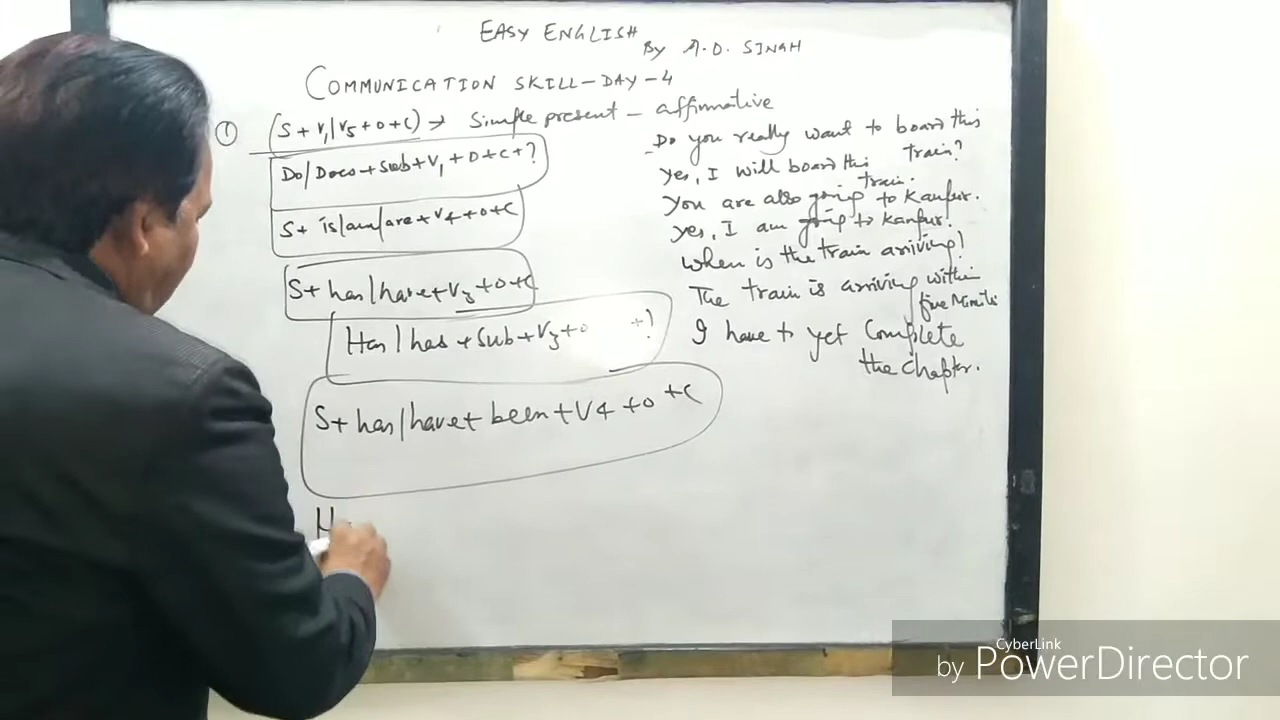 EASY ENGLISH
By A.D. SINGH
COMMUNICATION SKILL-DAY-4
① (S+V1/V5+O+C) → Simple present - affirmative
Do/Does+Sub+V1+O+C+?
S+ is/am/are+V4+O+C
S+ has/have+V3+O+C
Has/has+Sub+V3+O +?
S+ has/have+been+V4+O+C
H
Do you really want to board this
train?
Yes, I will board this
train.
You are also going to Kanpur.
Yes, I am going to Kanpur.
When is the train arriving?
The train is arriving within
five Minute
I have to yet Complete
the chapter.
CyberLink
by PowerDirector